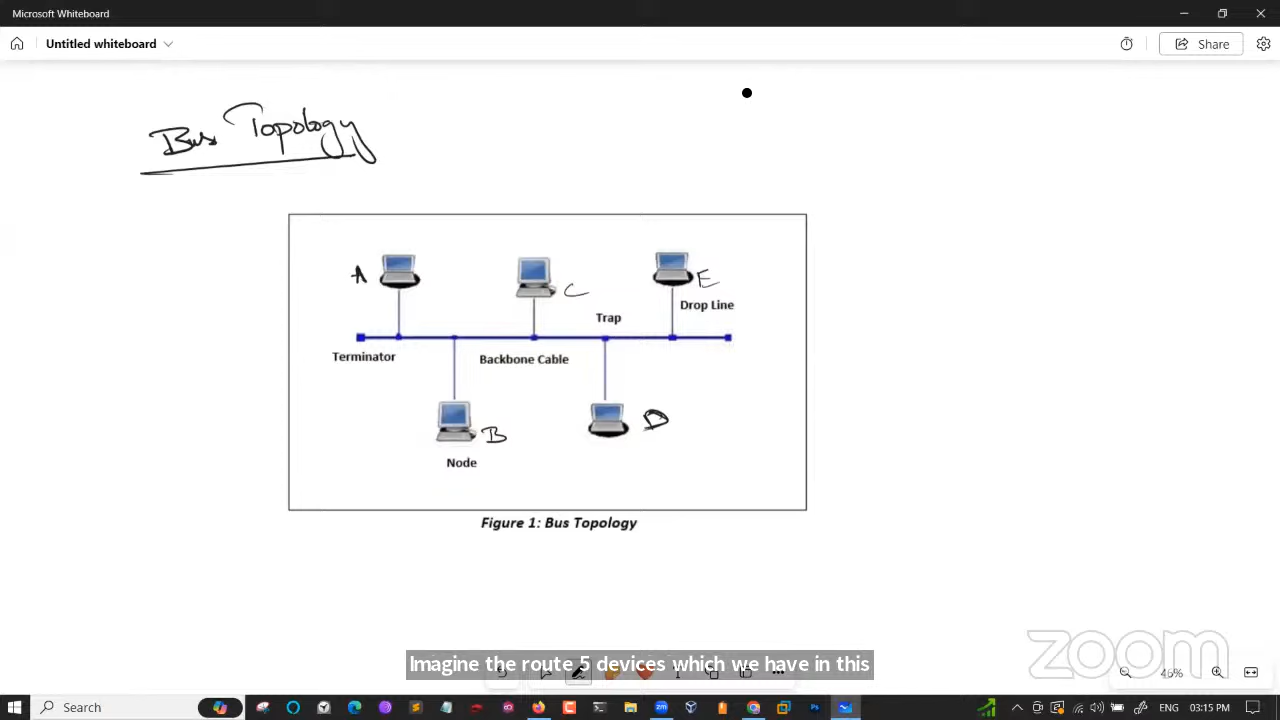 Microsoft Whiteboard
Untitled whiteboard
Share
Bus Topology
A
C
E
Drop Line
Trap
Terminator
Backbone Cable
B
D
Node
Figure 1: Bus Topology
zoom
Imagine the route 5 devices which we have in this
46%
Search
ENG
03:15 PM